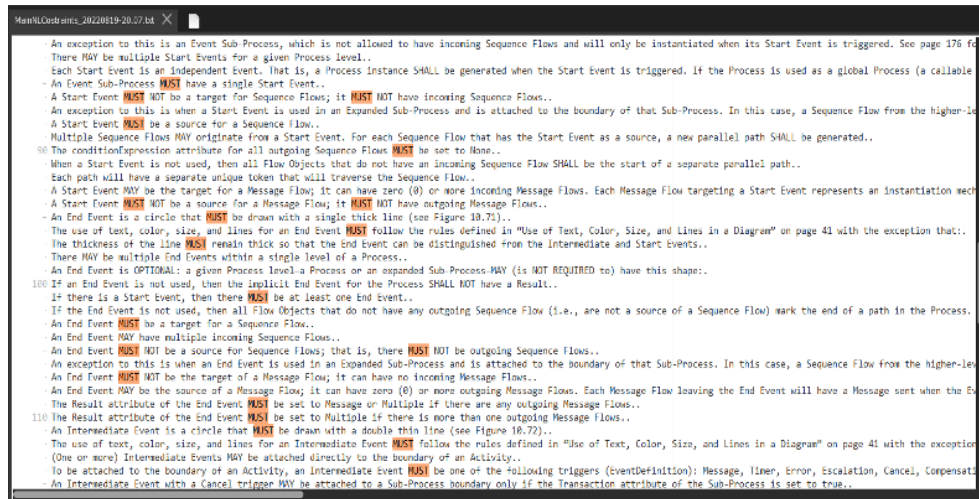 MainNLCostraints_20220819-20.07.txt
An exception to this is an Event Sub-Process, which is not allowed to have incoming Sequence Flows and will only be instantiated when its Start Event is triggered. See page 176 fo
There MAY be multiple Start Events for a given Process level..
Each Start Event is an independent Event. That is, a Process instance SHALL be generated when the Start Event is triggered. If the Process is used as a global Process (a callable
- An Event Sub-Process MUST have a single Start Event..
A Start Event MUST NOT be a target for Sequence Flows; it MUST NOT have incoming Sequence Flows..
An exception to this is when a Start Event is used in an Expanded Sub-Process and is attached to the boundary of that Sub-Process. In this case, a Sequence Flow from the higher-le
A Start Event MUST be a source for a Sequence Flow..
Multiple Sequence Flows MAY originate from a Start Event. For each Sequence Flow that has the Start Event as a source, a new parallel path SHALL be generated..
90 The conditionExpression attribute for all outgoing Sequence Flows MUST be set to None..
When a Start Event is not used, then all Flow Objects that do not have an incoming Sequence Flow SHALL be the start of a separate parallel path..
Each path will have a separate unique token that will traverse the Sequence Flow..
A Start Event MAY be the target for a Message Flow; it can have zero (0) or more incoming Message Flows. Each Message Flow targeting a Start Event represents an instantiation mech
A Start Event MUST NOT be a source for a Message Flow; it MUST NOT have outgoing Message Flows..
- An End Event is a circle that MUST be drawn with a single thick line (see Figure 10.71)..
The use of text, color, size, and lines for an End Event MUST follow the rules defined in "Use of Text, Color, Size, and Lines in a Diagram" on page 41 with the exception that:.
The thickness of the line MUST remain thick so that the End Event can be distinguished from the Intermediate and Start Events..
There MAY be multiple End Events within a single level of a Process..
An End Event is OPTIONAL: a given Process level-a Process or an expanded Sub-Process-MAY (is NOT REQUIRED to) have this shape:.
100 If an End Event is not used, then the implicit End Event for the Process SHALL NOT have a Result..
If there is a Start Event, then there MUST be at least one End Event..
If the End Event is not used, then all Flow Objects that do not have any outgoing Sequence Flow (i.e., are not a source of a Sequence Flow) mark the end of a path in the Process.
An End Event MUST be a target for a Sequence Flow..
An End Event MAY have multiple incoming Sequence Flows..
An End Event MUST NOT be a source for Sequence Flows; that is, there MUST NOT be outgoing Sequence Flows..
An exception to this is when an End Event is used in an Expanded Sub-Process and is attached to the boundary of that Sub-Process. In this case, a Sequence Flow from the higher-lev
An End Event MUST NOT be the target of a Message Flow; it can have no incoming Message Flows..
An End Event MAY be the source of a Message Flow; it can have zero (0) or more outgoing Message Flows. Each Message Flow leaving the End Event will have a Message sent when the Ev
The Result attribute of the End Event MUST be set to Message or Multiple if there are any outgoing Message Flows..
110 The Result attribute of the End Event MUST be set to Multiple if there is more than one outgoing Message Flows..
An Intermediate Event is a circle that MUST be drawn with a double thin line (see Figure 10.72)..
The use of text, color, size, and lines for an Intermediate Event MUST follow the rules defined in "Use of Text, Color, Size, and Lines in a Diagram" on page 41 with the exception
(One or more) Intermediate Events MAY be attached directly to the boundary of an Activity..
To be attached to the boundary of an Activity, an Intermediate Event MUST be one of the following triggers (EventDefinition): Message, Timer, Error, Escalation, Cancel, Compensati
- An Intermediate Event with a Cancel trigger MAY be attached to a Sub-Process boundary only if the Transaction attribute of the Sub-Process is set to true..